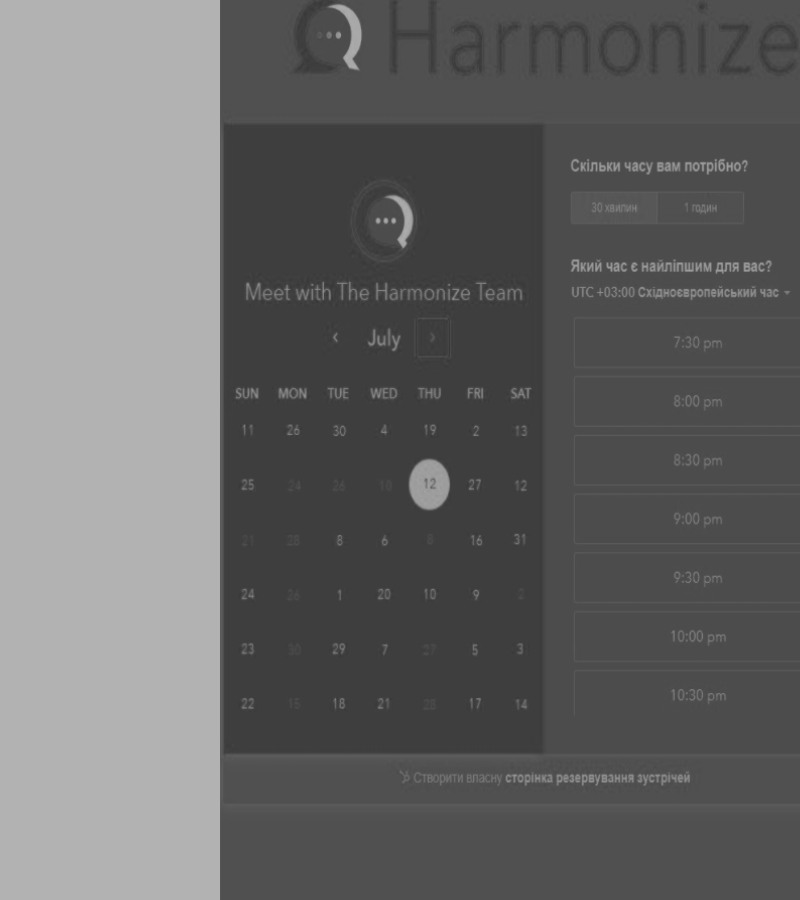 Harmonize
Meet with The Harmonize Team
July
SUN MON TUE WED THU FRI SAT
11 26 30 4 19 2 13
25 24 26 10 12 27 12
21 28 8 6 8 16 31
24 26 1 20 10 9 2
23 30 29 7 27 5 3
22 15 18 21 28 17 14
Скільки часу вам потрібно?
30 хвилин 1 годин
Який час є найліпшим для вас?
UTC +03:00 Східноєвропейський час
7:30 pm
8:00 pm
8:30 pm
9:00 pm
9:30 pm
10:00 pm
10:30 pm
Створити власну сторінка резервування зустрічей